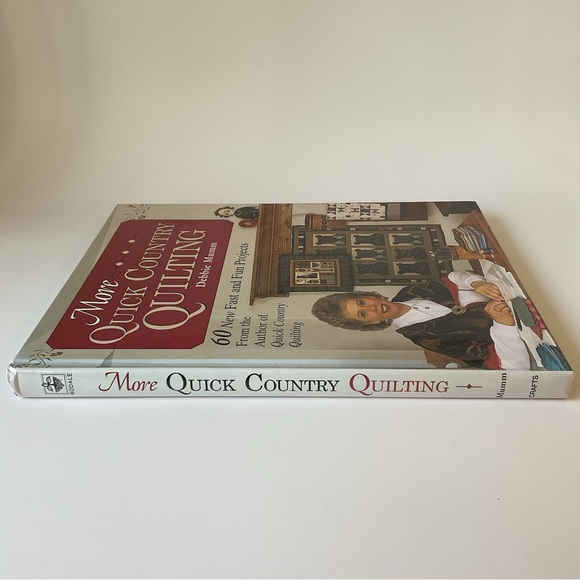 More
QUICK COUNTRY
QUILTING
Debbie Mumm
60 New Fast and Fun Projects
From the
Author of
Quick Country
Quilting
RODALE
More QUICK COUNTRY QUILTING
Mumm
CRAFTS